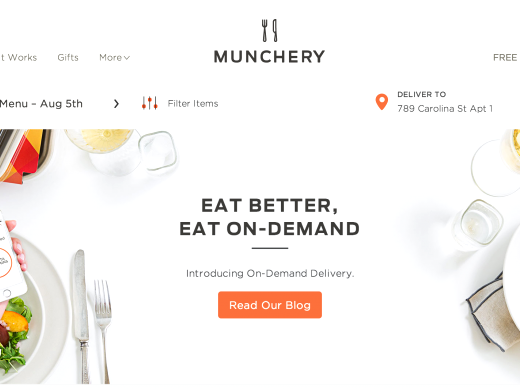 t Works Gifts More
MUNCHERY
FREE
Menu – Aug 5th Filter Items
DELIVER TO
789 Carolina St Apt 1
EAT BETTER,
EAT ON-DEMAND
Introducing On-Demand Delivery.
Read Our Blog